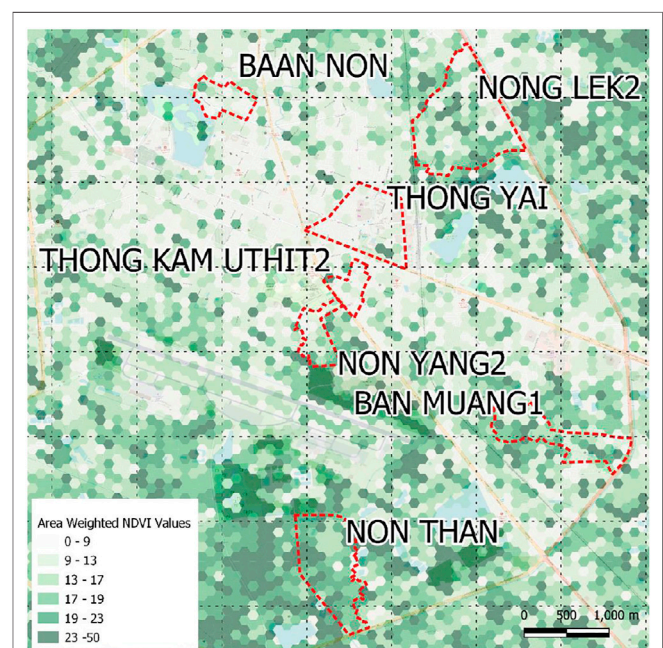 BAAN NON
NONG LEK2
THONG YAI
THONG KAM UTHIT2
NON YANG2
BAN MUANG1
NON THAN
Area Weighted NDVI Values
0 - 9
9 - 13
13 - 17
17 - 19
19 - 23
23 -50
0 500 1,000 m